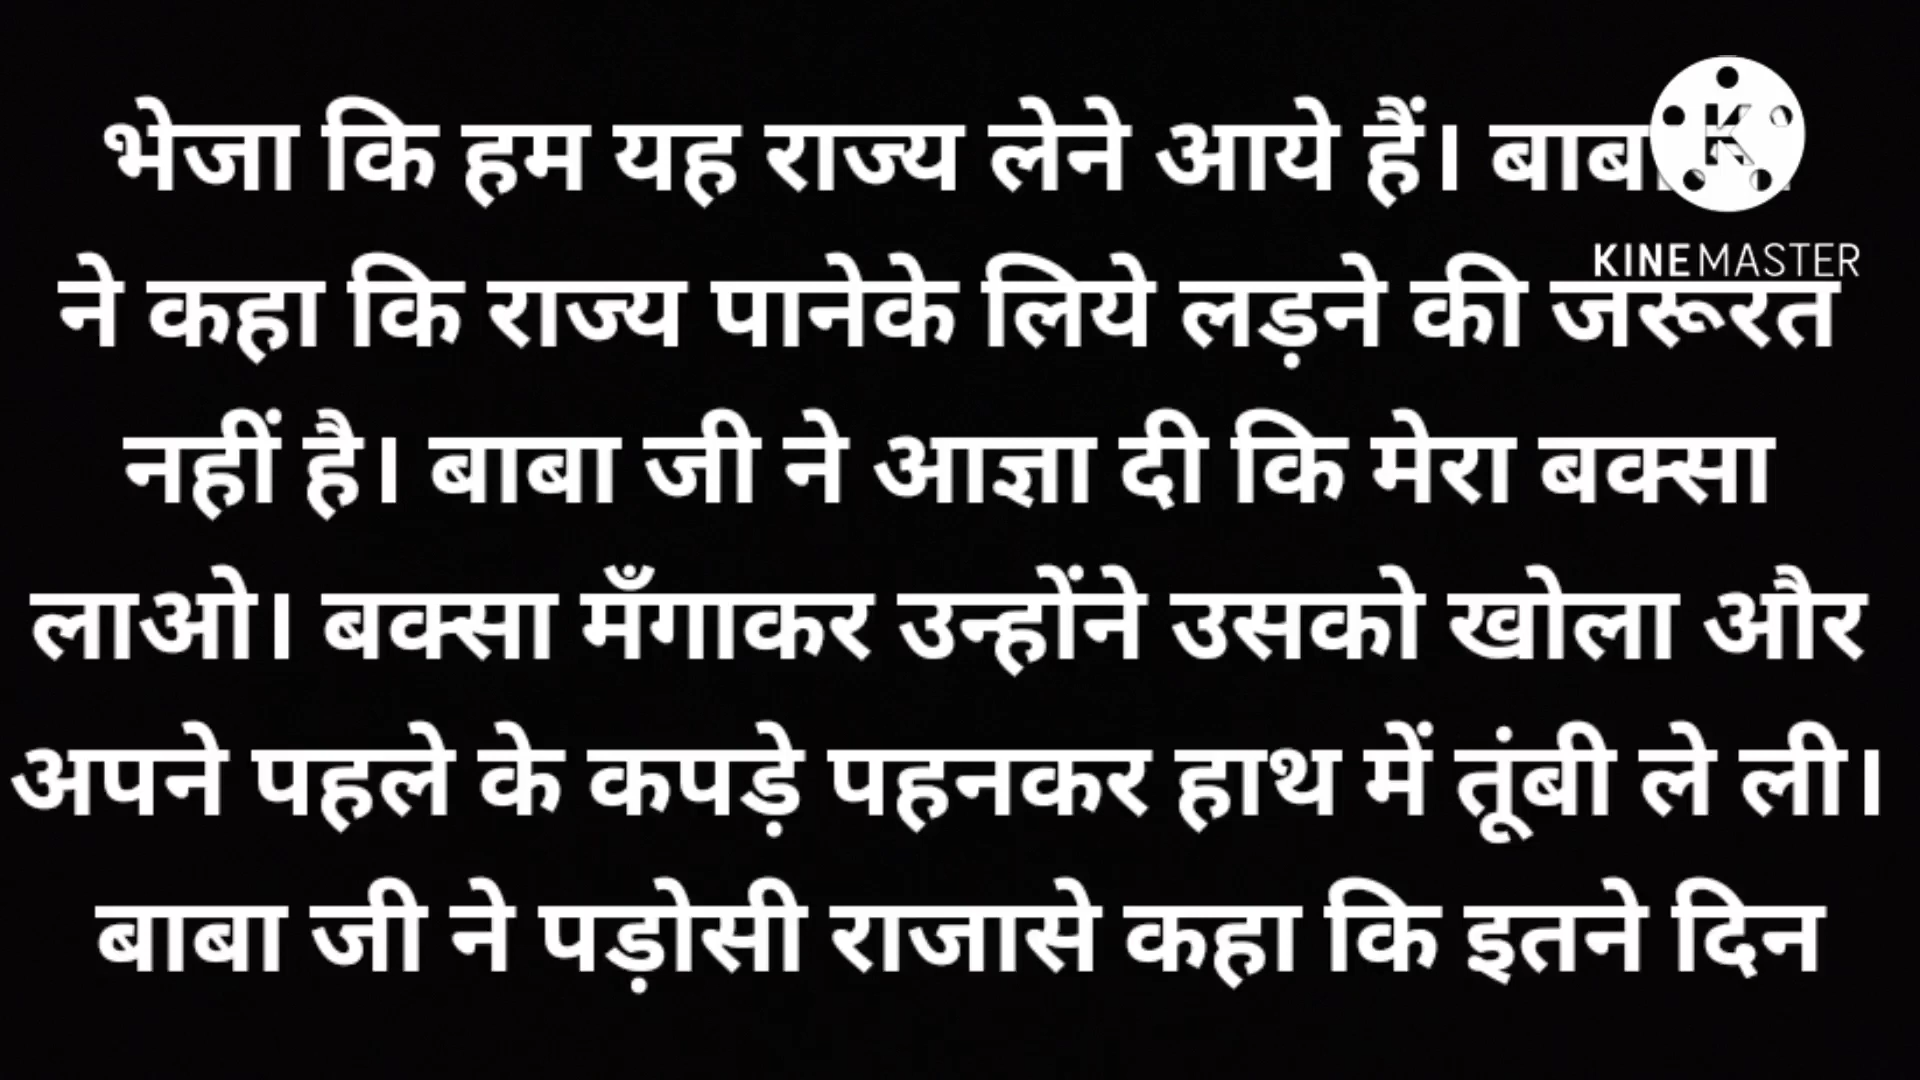 भेजा कि हम यह राज्य लेने आये हैं। बाबा
KINEMASTER
ने कहा कि राज्य पानेके लिये लड़ने की जरूरत
नहीं है। बाबा जी ने आज्ञा दी कि मेरा बक्सा
लाओ। बक्सा मँगाकर उन्होंने उसको खोला और
अपने पहले के कपड़े पहनकर हाथ में तूंबी ले ली।
बाबा जी ने पड़ोसी राजासे कहा कि इतने दिन